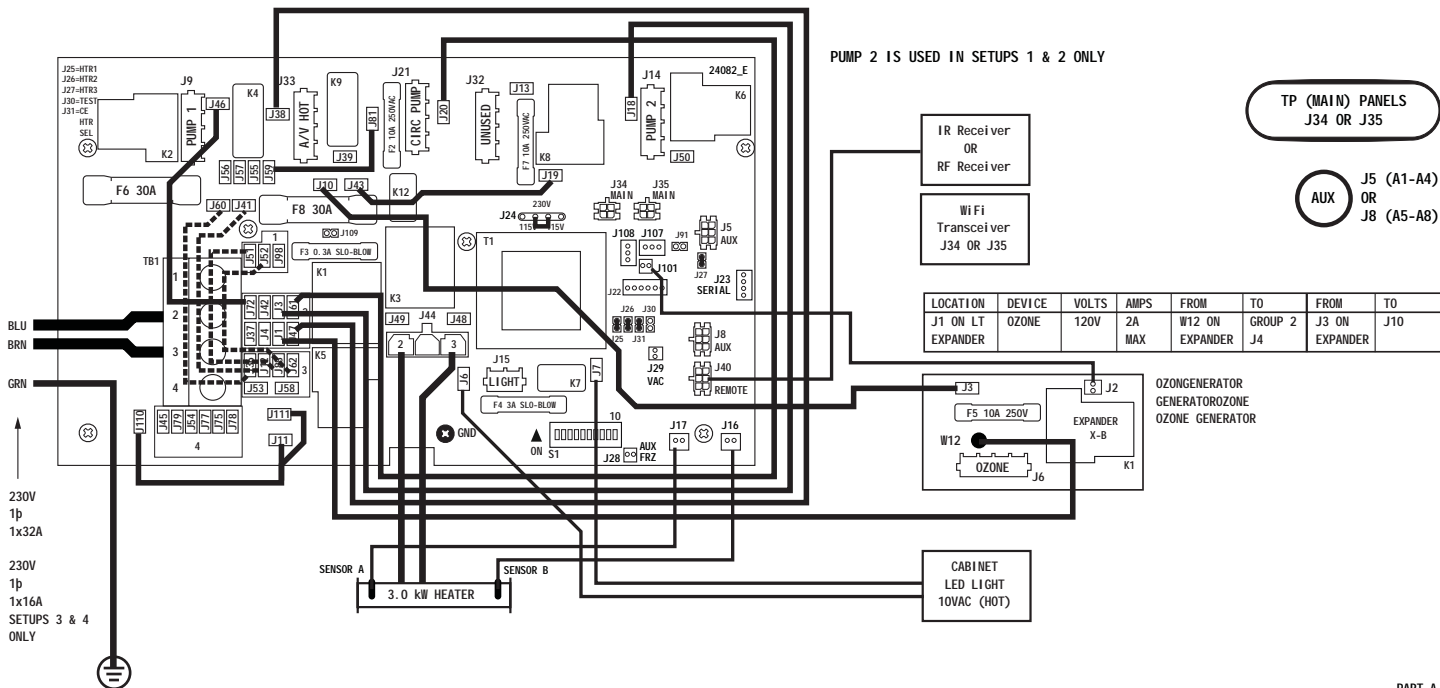 PUMP 2 IS USED IN SETUPS 1 & 2 ONLY
J25=HTR1
J26=HTR2
J27=HTR3
J30=TEST
J31=CE
HTR
SEL
J9
PUMP 1
J46
K2
K4
J33
J38
A/V HOT
K9
J39
J81
F2 10A 250VAC
J21
CIRC PUMP
J20
J32
UNUSED
J13
F7 10A 250VAC
K8
J19
J18
J14
PUMP 2
J50
24082_E
K6
J56
J57
J55
J59
F6 30A
J60
J41
F8 30A
J10
J43
K12
J109
F3 0.3A SLO-BLOW
230V
J24
115V
115V
J34
MAIN
J35
MAIN
J108
J107
J91
J101
J5
AUX
J27
J23
SERIAL
J22
J26
J30
J25
J31
J8
AUX
J29
VAC
J40
REMOTE
TB1
1
2
3
4
1
J51
J52
J98
J72
J42
J3
J61
J37
J4
J1
J47
J62
3
J53
J58
K1
K5
K3
T1
J49
J44
J48
2
3
J15
LIGHT
J6
K7
J7
F4 3A SLO-BLOW
J110
J45
J79
J54
J77
J75
J78
4
J111
J11
GND
ON
S1
10
J28
AUX
FRZ
J17
J16
BLU
BRN
GRN
230V
1þ
1x32A
230V
1þ
1x16A
SETUPS 3 & 4
ONLY
SENSOR A
SENSOR B
3.0 kW HEATER
IR Receiver
OR
RF Receiver
WiFi
Transceiver
J34 OR J35
TP (MAIN) PANELS
J34 OR J35
AUX
J5 (A1-A4)
OR
J8 (A5-A8)
LOCATION DEVICE VOLTS AMPS FROM TO FROM TO
J1 ON LT OZONE 120V 2A W12 ON GROUP 2 J3 ON J10
EXPANDER MAX EXPANDER J4 EXPANDER
J3
J2
F5 10A 250V
EXPANDER
X-B
W12
OZONE
J6
K1
OZONGENERATOR
GENERATOROZONE
OZONE GENERATOR
CABINET
LED LIGHT
10VAC (HOT)